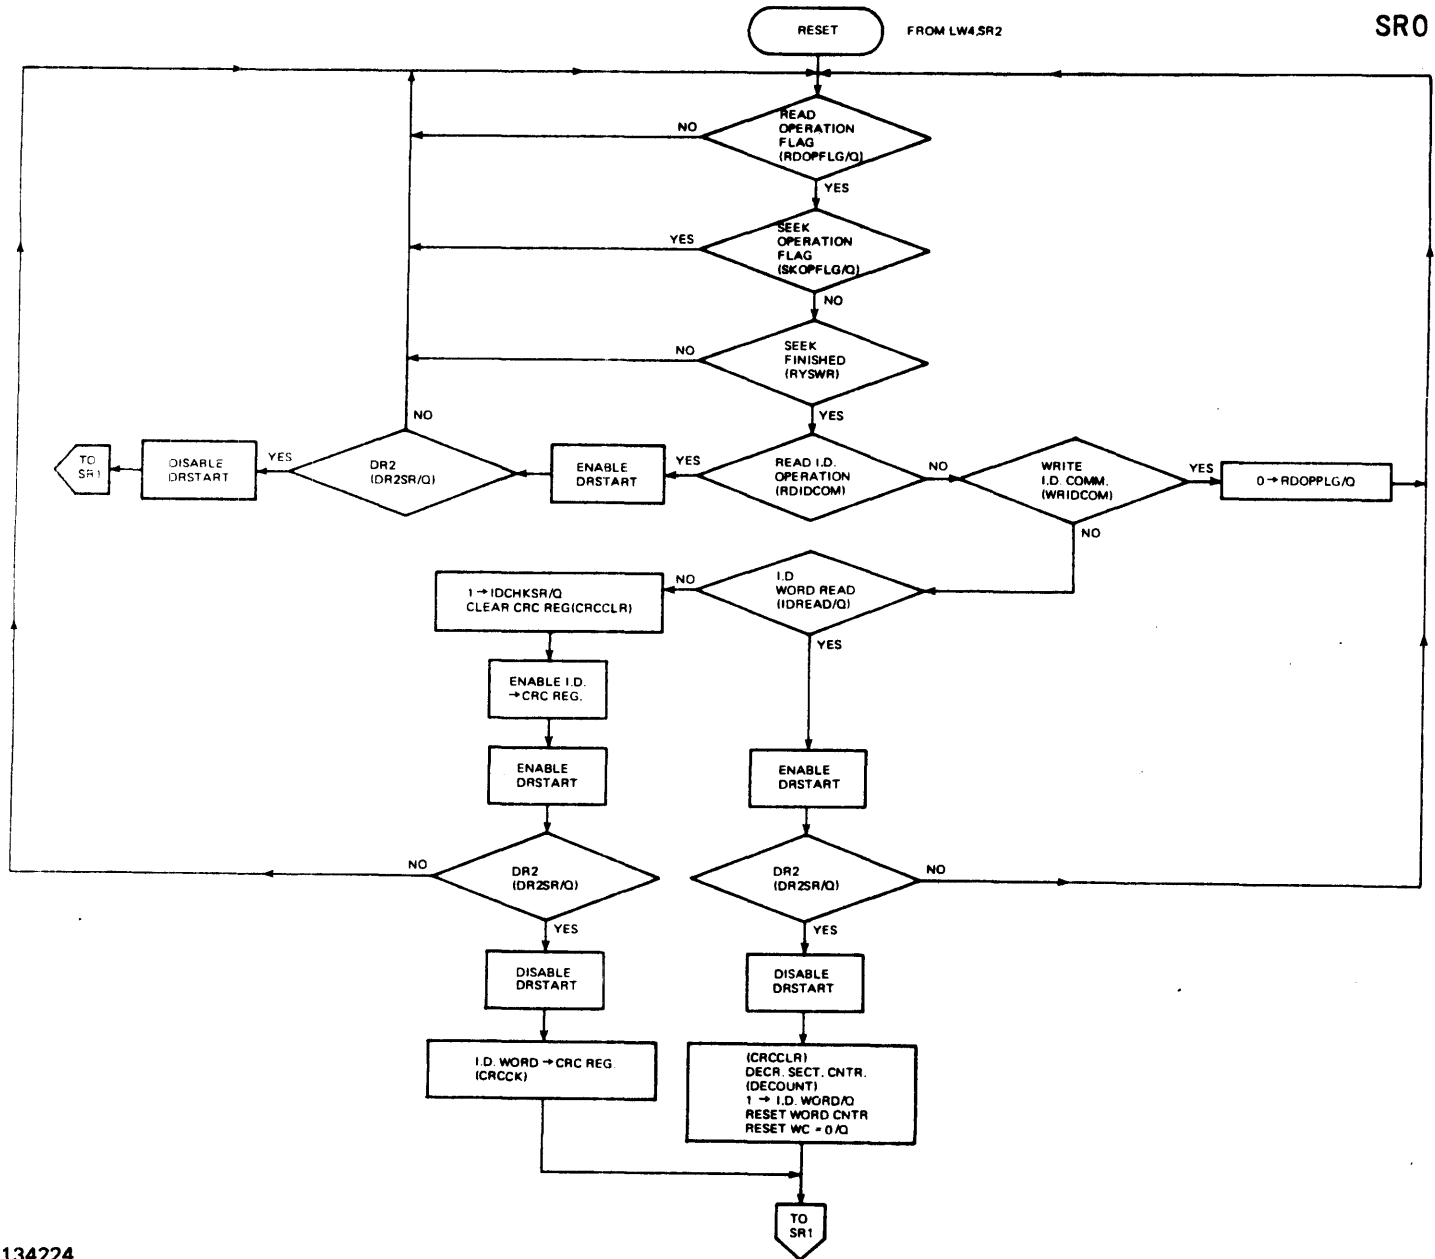 SR0
RESET
FROM LW4,SR2
READ
OPERATION
FLAG
(RDOPFLG/Q)
NO
YES
SEEK
OPERATION
FLAG
(SKOPFLG/Q)
YES
NO
SEEK
FINISHED
(RYSWR)
NO
YES
NO
TO
SR1
DISABLE
DRSTART
YES
DR2
(DR2SR/Q)
ENABLE
DRSTART
YES
READ I.D.
OPERATION
(RDIDCOM)
NO
WRITE
I.D. COMM.
(WRIDCOM)
YES
0→RDOPPLG/Q
NO
1→IDCHKSR/Q
CLEAR CRC REG(CRCCLR)
NO
I.D
WORD READ
(IDREAD/Q)
YES
ENABLE I.D.
→CRC REG.
ENABLE
DRSTART
ENABLE
DRSTART
NO
DR2
(DR2SR/Q)
YES
DR2
(DR2SR/Q)
NO
YES
DISABLE
DRSTART
DISABLE
DRSTART
I.D. WORD→CRC REG.
(CRCCK)
(CRCCLR)
DECR. SECT. CNTR.
(DECOUNT)
1 → I.D. WORD/Q
RESET WORD CNTR
RESET WC = 0/Q
TO
SR1
134224